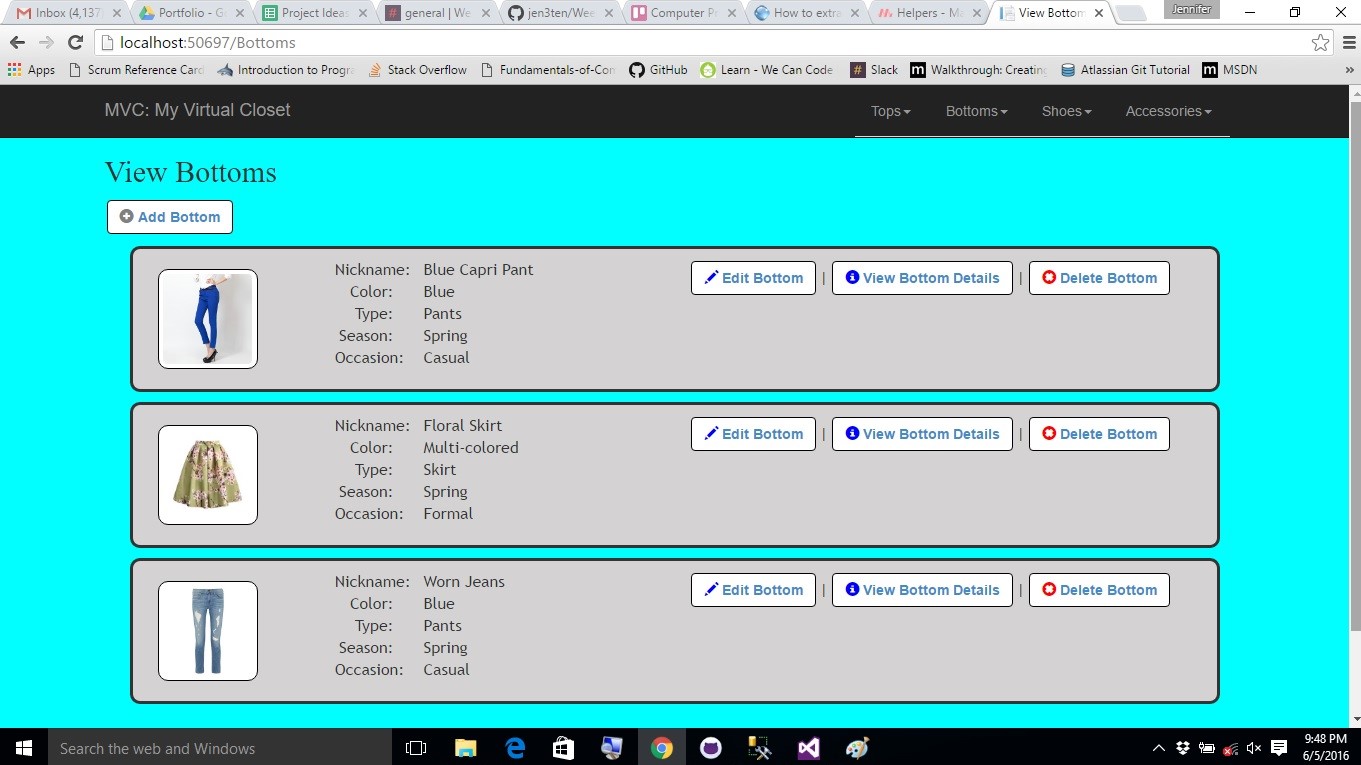 Inbox (4,137
Portfolio - G
Project Ideas
general | We
jen3ten/Wee
Computer P
How to extra
Helpers - Ma
View Bottom
Jennifer
localhost:50697/Bottoms
Apps
Scrum Reference Card
Introduction to Progra
Stack Overflow
Fundamentals-of-Con
GitHub
Learn - We Can Code
Slack
Walkthrough: Creating
Atlassian Git Tutorial
MSDN
»
MVC: My Virtual Closet
Tops
Bottoms
Shoes
Accessories
View Bottoms
Add Bottom
Nickname: Blue Capri Pant
Color: Blue
Type: Pants
Season: Spring
Occasion: Casual
Edit Bottom | View Bottom Details | Delete Bottom
Nickname: Floral Skirt
Color: Multi-colored
Type: Skirt
Season: Spring
Occasion: Formal
Edit Bottom | View Bottom Details | Delete Bottom
Nickname: Worn Jeans
Color: Blue
Type: Pants
Season: Spring
Occasion: Casual
Edit Bottom | View Bottom Details | Delete Bottom
Search the web and Windows
9:48 PM
6/5/2016